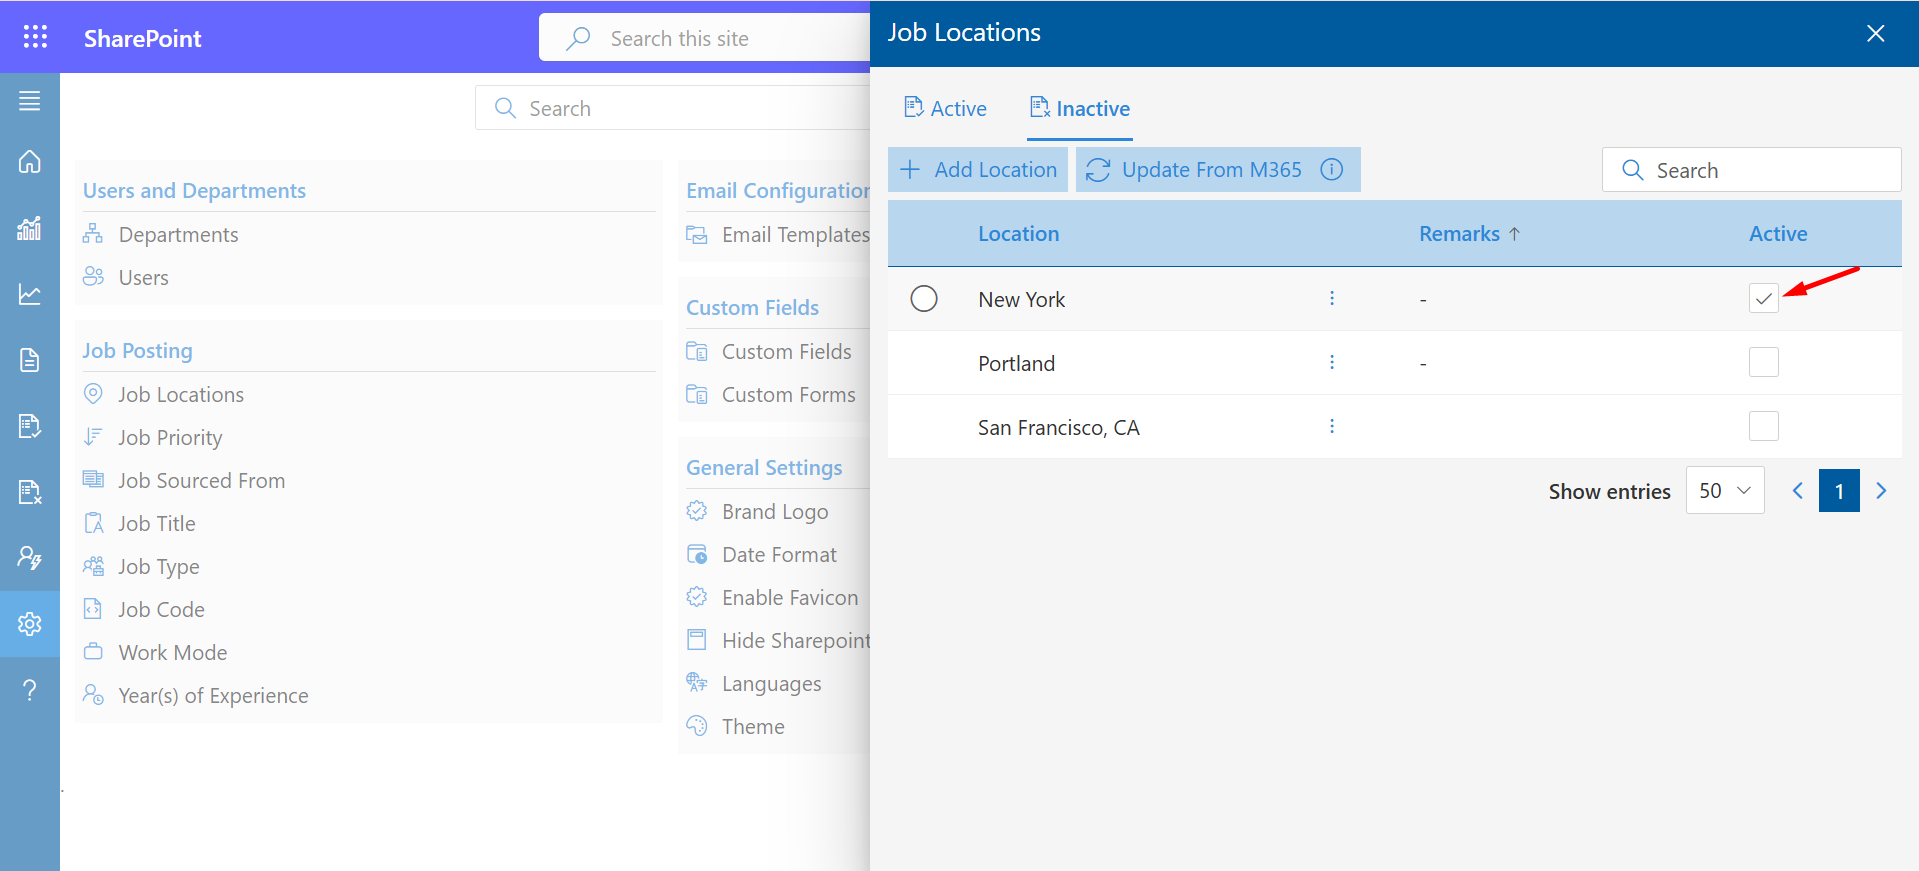 SharePoint
Search this site
Search
Users and Departments
Departments
Users
Job Posting
Job Locations
Job Priority
Job Sourced From
Job Title
Job Type
Job Code
Work Mode
Year(s) of Experience
Email Configuration
Email Templates
Custom Fields
Custom Fields
Custom Forms
General Settings
Brand Logo
Date Format
Enable Favicon
Hide Sharepoint
Languages
Theme
Job Locations
Active Inactive
Add Location Update From M365 Search
Location Remarks ↑ Active
New York -
Portland -
San Francisco, CA
Show entries 50 1